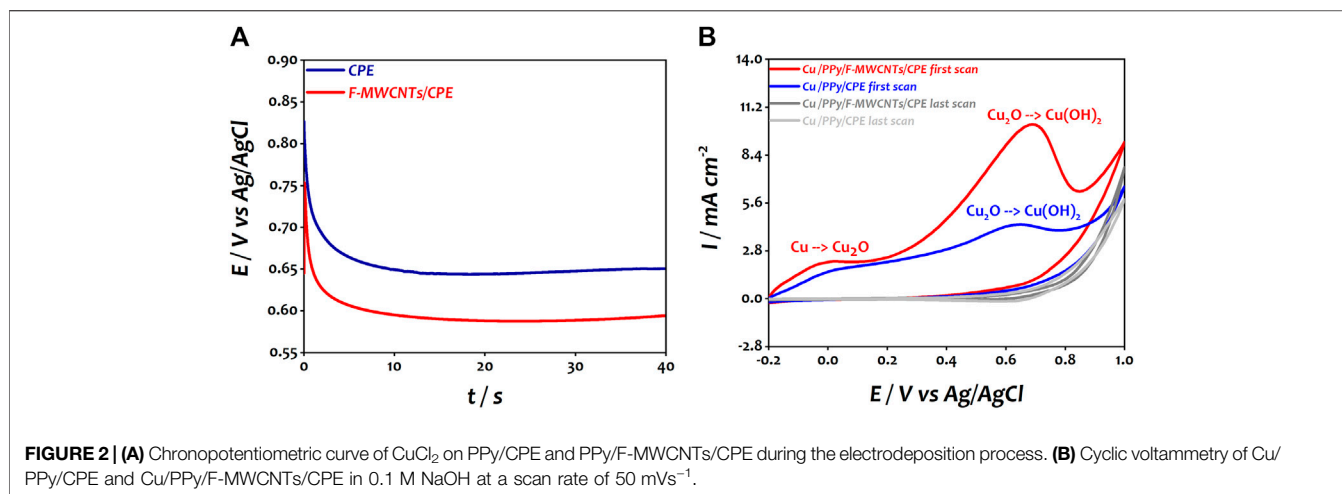 A
0.90
0.85
0.80
0.75
0.70
0.65
0.60
0.55
E / V vs Ag/AgCl
CPE
F-MWCNTs/CPE
0
10
20
30
40
t / s
B
14.0
11.2
8.4
5.6
2.8
0.0
-2.8
I / mA cm⁻²
Cu/PPy/F-MWCNTs/CPE first scan
Cu/PPy/CPE first scan
Cu/PPy/F-MWCNTs/CPE last scan
Cu/PPy/CPE last scan
Cu₂O --> Cu(OH)₂
Cu₂O --> Cu(OH)₂
Cu --> Cu₂O
-0.2
0.0
0.2
0.4
0.6
0.8
1.0
E / V vs Ag/AgCl
FIGURE 2 | (A) Chronopotentiometric curve of CuCl₂ on PPy/CPE and PPy/F-MWCNTs/CPE during the electrodeposition process. (B) Cyclic voltammetry of Cu/
PPy/CPE and Cu/PPy/F-MWCNTs/CPE in 0.1 M NaOH at a scan rate of 50 mVs⁻¹.